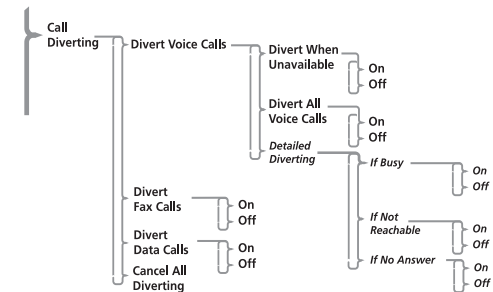 Call
Diverting
Divert Voice Calls
Divert When
Unavailable
On
Off
Divert All
Voice Calls
On
Off
Detailed
Diverting
If Busy
On
Off
If Not
Reachable
On
Off
If No Answer
On
Off
Divert
Fax Calls
On
Off
Divert
Data Calls
On
Off
Cancel All
Diverting